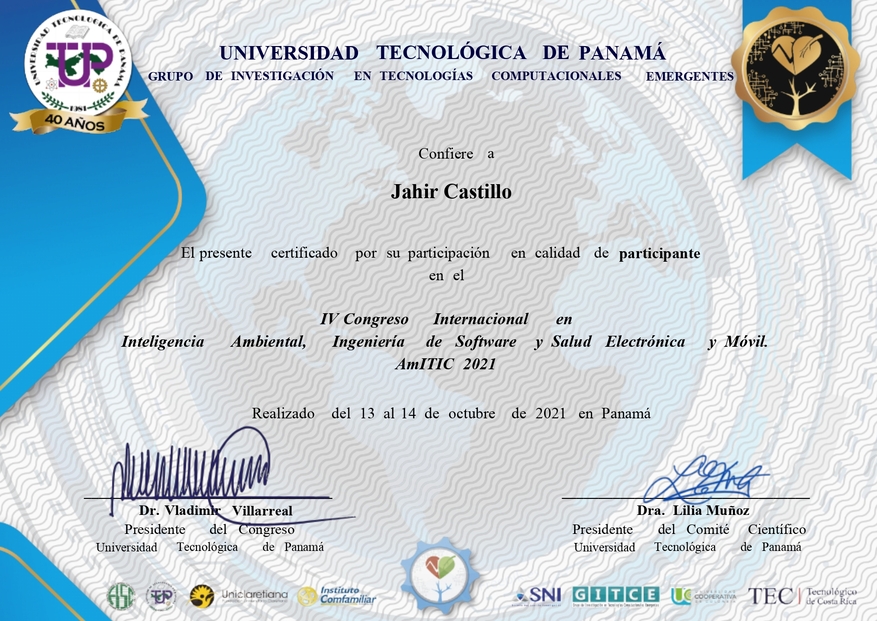 UNIVERSIDAD TECNOLÓGICA DE PANAMÁ
GRUPO DE INVESTIGACIÓN EN TECNOLOGÍAS COMPUTACIONALES EMERGENTES
UNIVERSIDAD TECNOLÓGICA DE PANAMÁ
UTP
1981
40 AÑOS
Confiere a
Jahir Castillo
El presente certificado por su participación en calidad de participante
en el
IV Congreso Internacional en
Inteligencia Ambiental, Ingeniería de Software y Salud Electrónica y Móvil.
AmITIC 2021
Realizado del 13 al 14 de octubre de 2021 en Panamá
Dr. Vladimir Villarreal
Presidente del Congreso
Universidad Tecnológica de Panamá
Dra. Lilia Muñoz
Presidente del Comité Científico
Universidad Tecnológica de Panamá
Uniclaretiana
Instituto
Comfamiliar
SNI
GITCE
UC
COOPERATIVA
TEC | Tecnológico
de Costa Rica